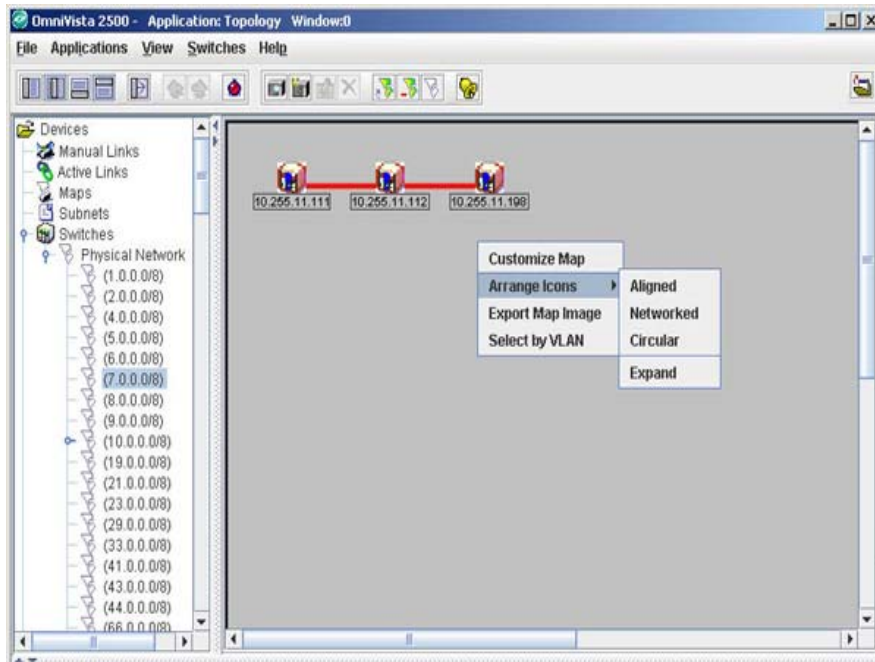 OmniVista 2500 - Application: Topology Window:0
File Applications View Switches Help
Devices
Manual Links
Active Links
Maps
Subnets
Switches
Physical Network
(1.0.0.0/8)
(2.0.0.0/8)
(4.0.0.0/8)
(5.0.0.0/8)
(6.0.0.0/8)
(7.0.0.0/8)
(8.0.0.0/8)
(9.0.0.0/8)
(10.0.0.0/8)
(19.0.0.0/8)
(21.0.0.0/8)
(23.0.0.0/8)
(29.0.0.0/8)
(33.0.0.0/8)
(41.0.0.0/8)
(43.0.0.0/8)
(44.0.0.0/8)
(66.0.0.0/8)
10.255.11.111 10.255.11.112 10.255.11.198
Customize Map
Arrange Icons
Export Map Image
Select by VLAN
Aligned
Networked
Circular
Expand